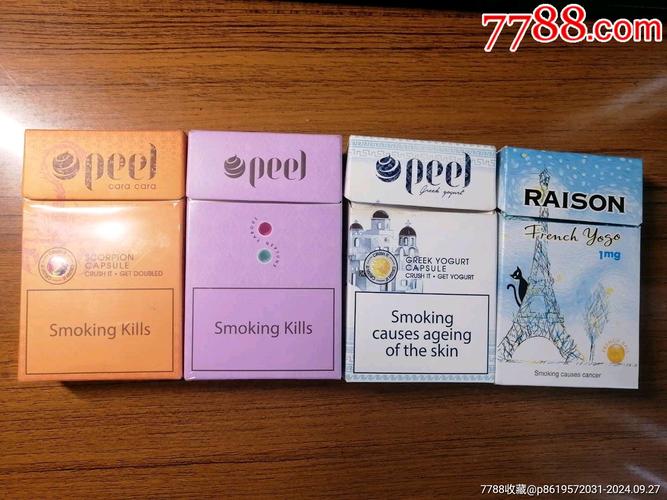 7788.com
peel
cara cara
SCORPION
CAPSULE
CRUSH IT • GET DOUBLED
Smoking Kills
peel
Smoking Kills
peel
Greek yogurt
GREEK YOGURT
CAPSULE
CRUSH IT • GET YOGURT
Smoking
causes ageing
of the skin
RAISON
French Yogo
1mg
Smoking causes cancer
7788收藏@p8619572031-2024.09.27